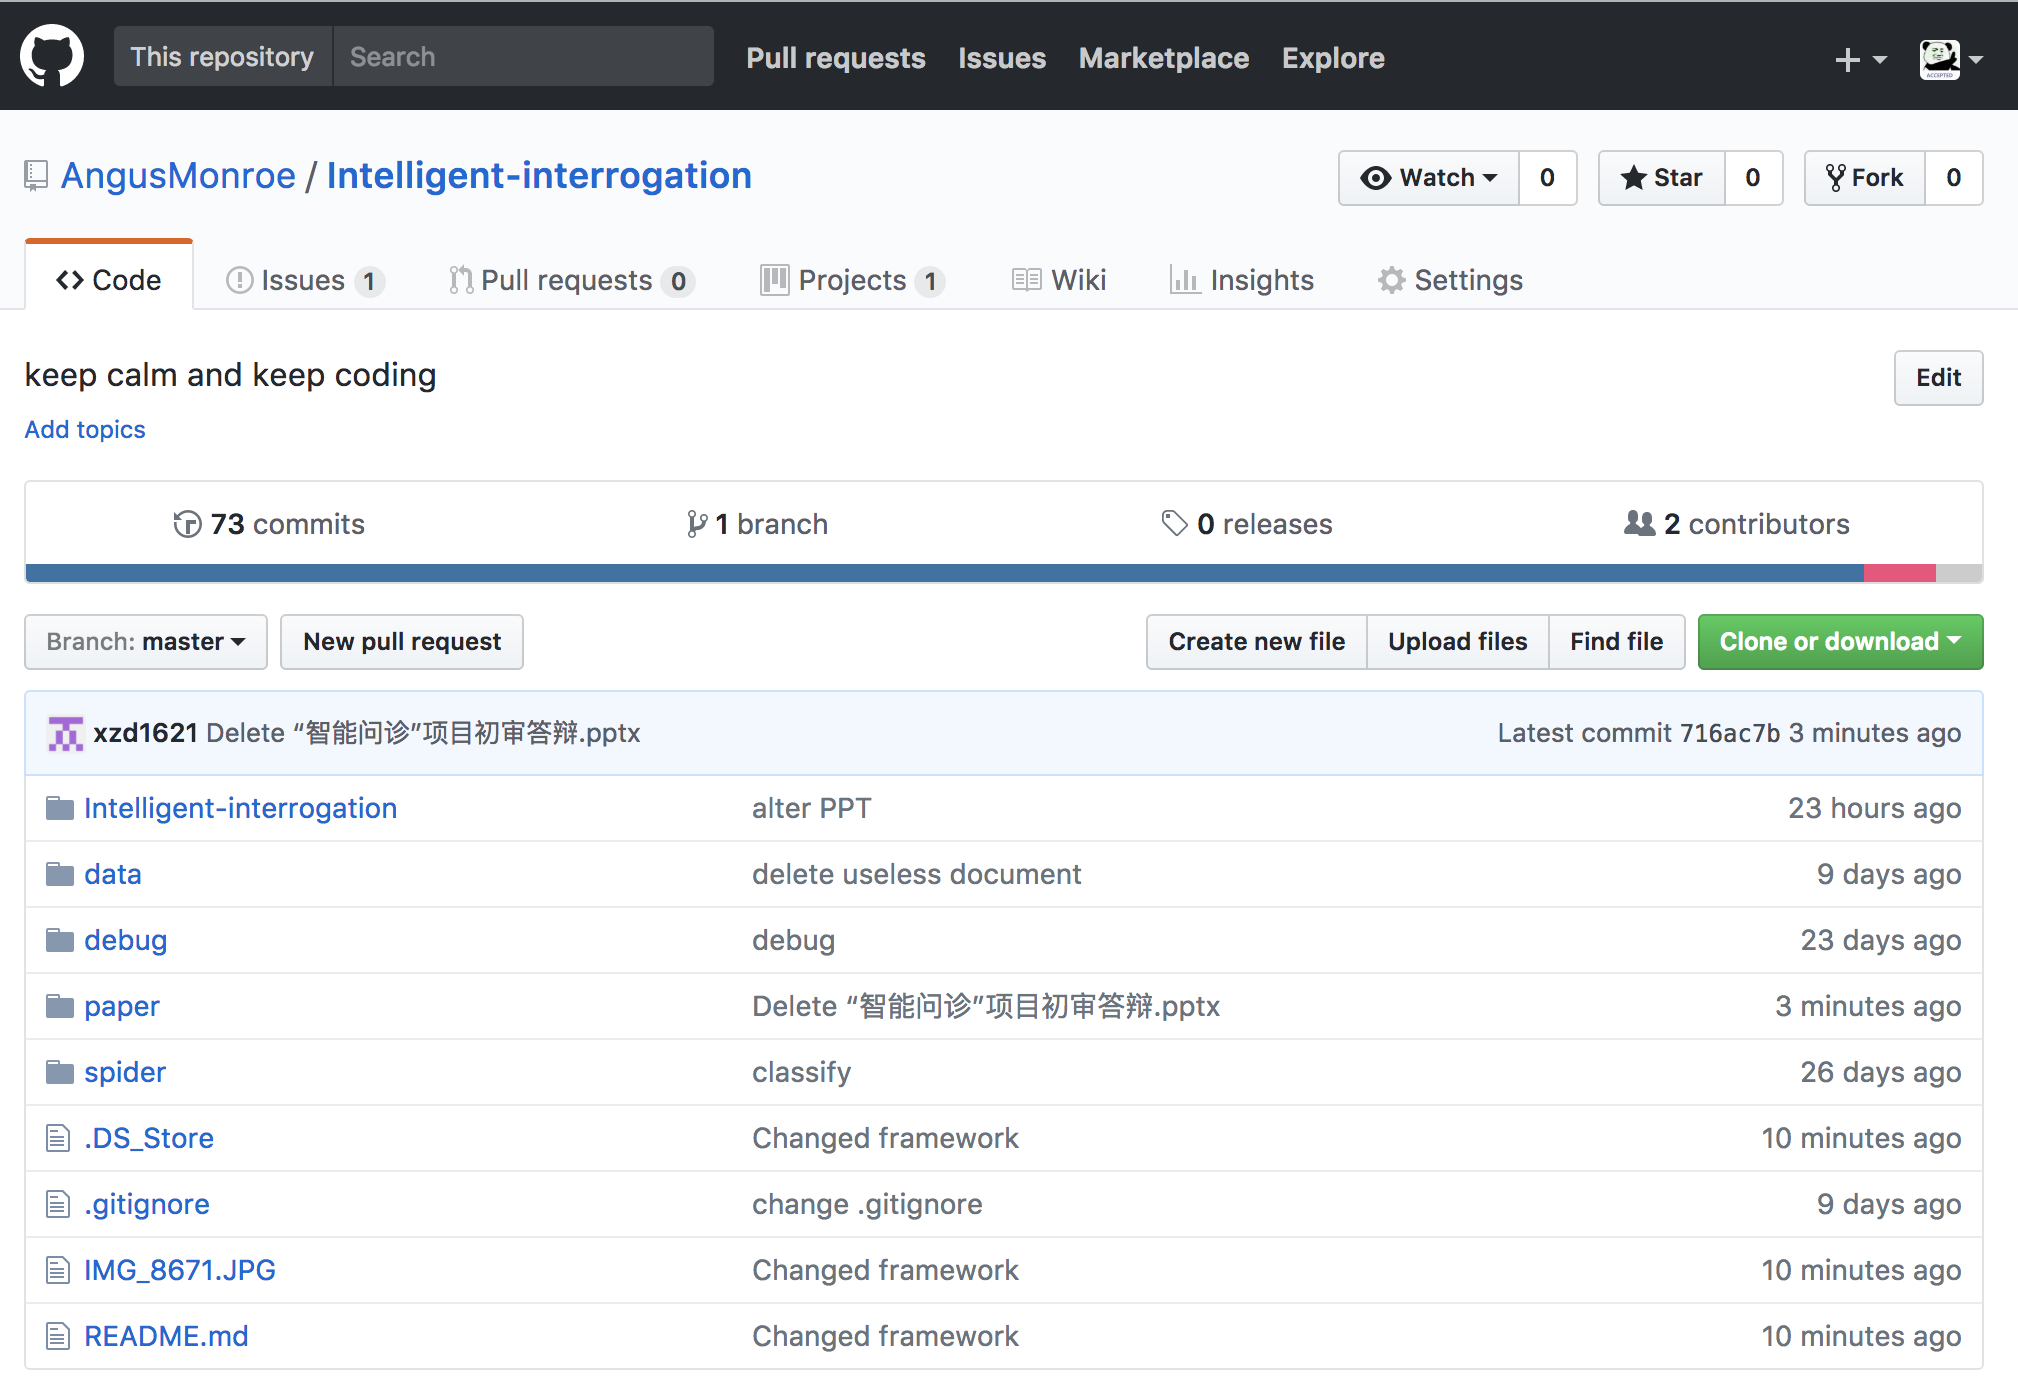 This repository Search Pull requests Issues Marketplace Explore
ACCEPTED
AngusMonroe / Intelligent-interrogation Watch 0 Star 0 Fork 0
Code Issues 1 Pull requests 0 Projects 1 Wiki Insights Settings
keep calm and keep coding Edit
Add topics
73 commits 1 branch 0 releases 2 contributors
Branch: master New pull request Create new file Upload files Find file Clone or download
xzd1621 Delete “智能问诊”项目初审答辩.pptx Latest commit 716ac7b 3 minutes ago
Intelligent-interrogation alter PPT 23 hours ago
data delete useless document 9 days ago
debug debug 23 days ago
paper Delete “智能问诊”项目初审答辩.pptx 3 minutes ago
spider classify 26 days ago
.DS_Store Changed framework 10 minutes ago
.gitignore change .gitignore 9 days ago
IMG_8671.JPG Changed framework 10 minutes ago
README.md Changed framework 10 minutes ago